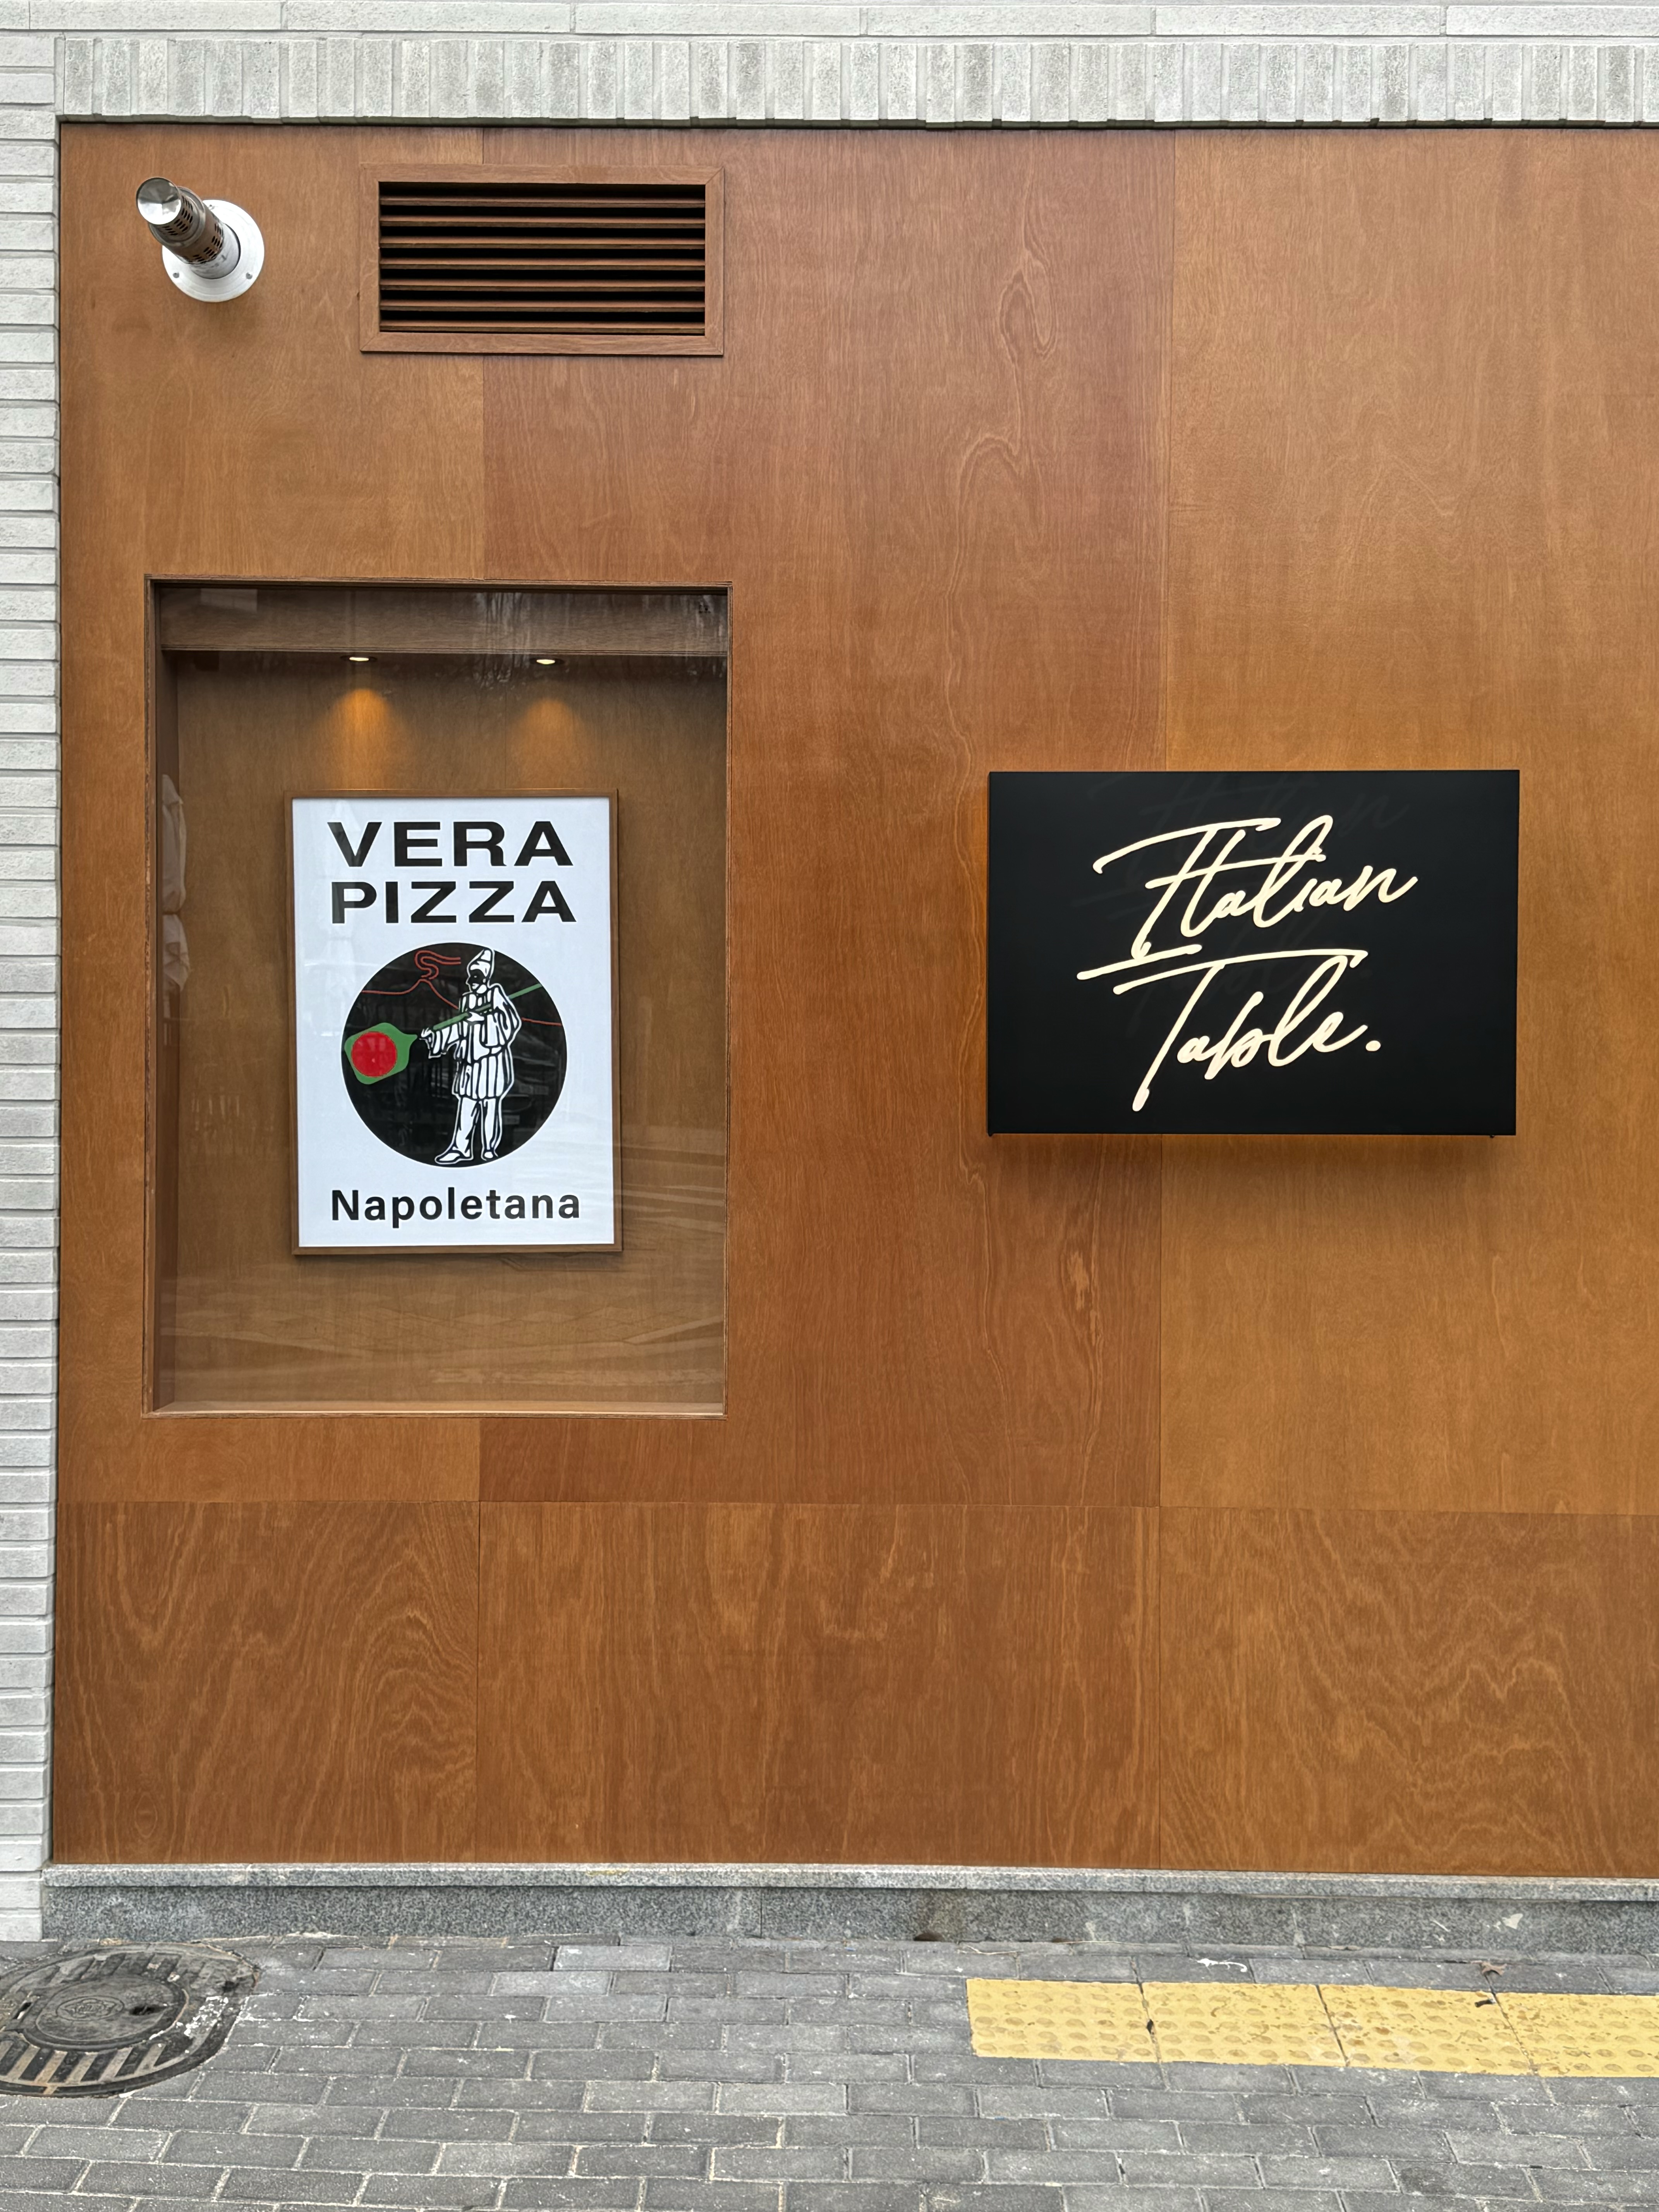 VERA
PIZZA
Napoletana
Italian
Table.